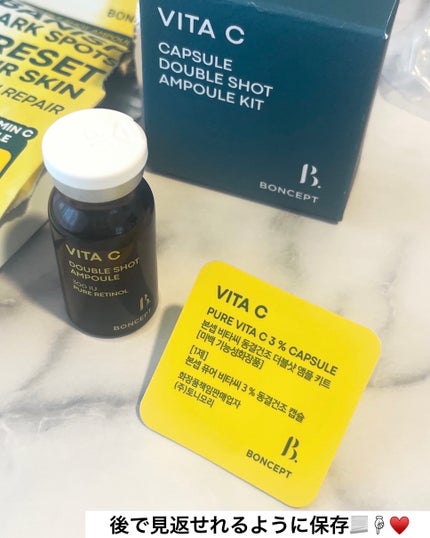 VITA C
CAPSULE
DOUBLE SHOT
AMPOULE KIT
B.
BONCEPT
ARK SPOTS
RESET
R SKIN
REPAIR
MIN C
VITA C
DOUBLE SHOT
AMPOULE
300 IU
PURE RETINOL
B.
BONCEPT
VITA C
PURE VITA C 3 % CAPSULE
본셉 비타씨 동결건조 더블샷 앰플 키트
[미백 기능성화장품]
[1제]
본셉 퓨어 비타씨 3 % 동결건조 캡슐
화장품책임판매업자
(주)토니모리
B.
BONCEPT
後で見返せれるように保存